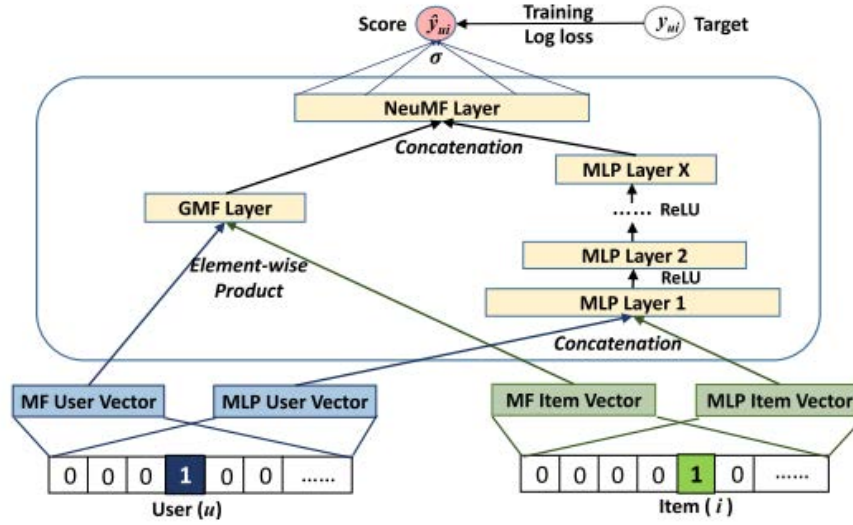 Score ŷui Training yui Target
Log loss
σ
NeuMF Layer
Concatenation
MLP Layer X
GMF Layer
...... ReLU
Element-wise
Product
MLP Layer 2
ReLU
MLP Layer 1
Concatenation
MF User Vector MLP User Vector MF Item Vector MLP Item Vector
0 0 0 1 0 0 ...... 0 0 0 0 1 0 ......
User (u) Item ( i )